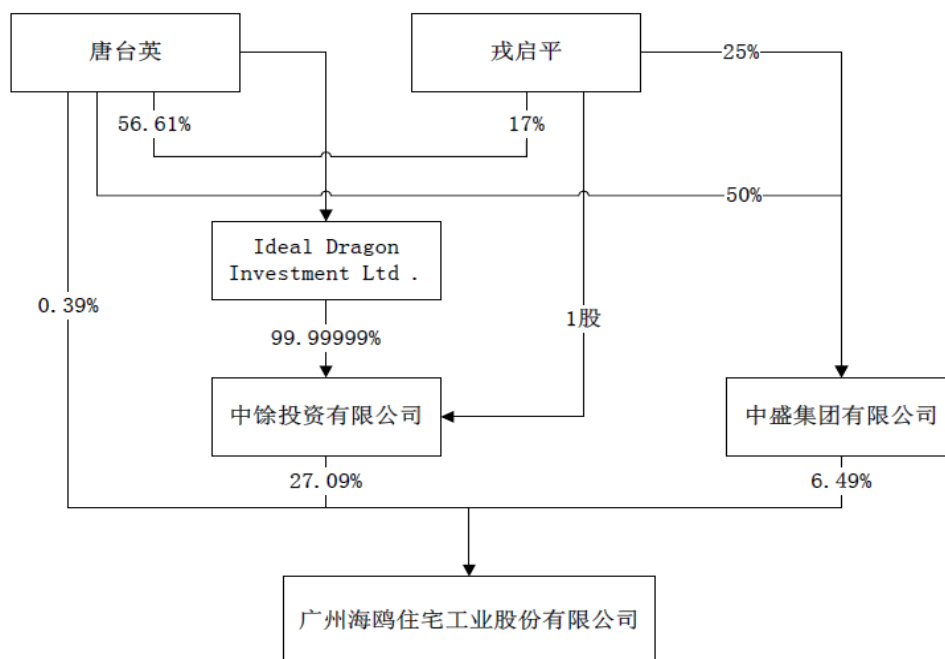 唐台英
戎启平
25%
56.61%
17%
50%
Ideal Dragon
Investment Ltd .
0.39%
1股
99.99999%
中馀投资有限公司
中盛集团有限公司
27.09%
6.49%
广州海鸥住宅工业股份有限公司